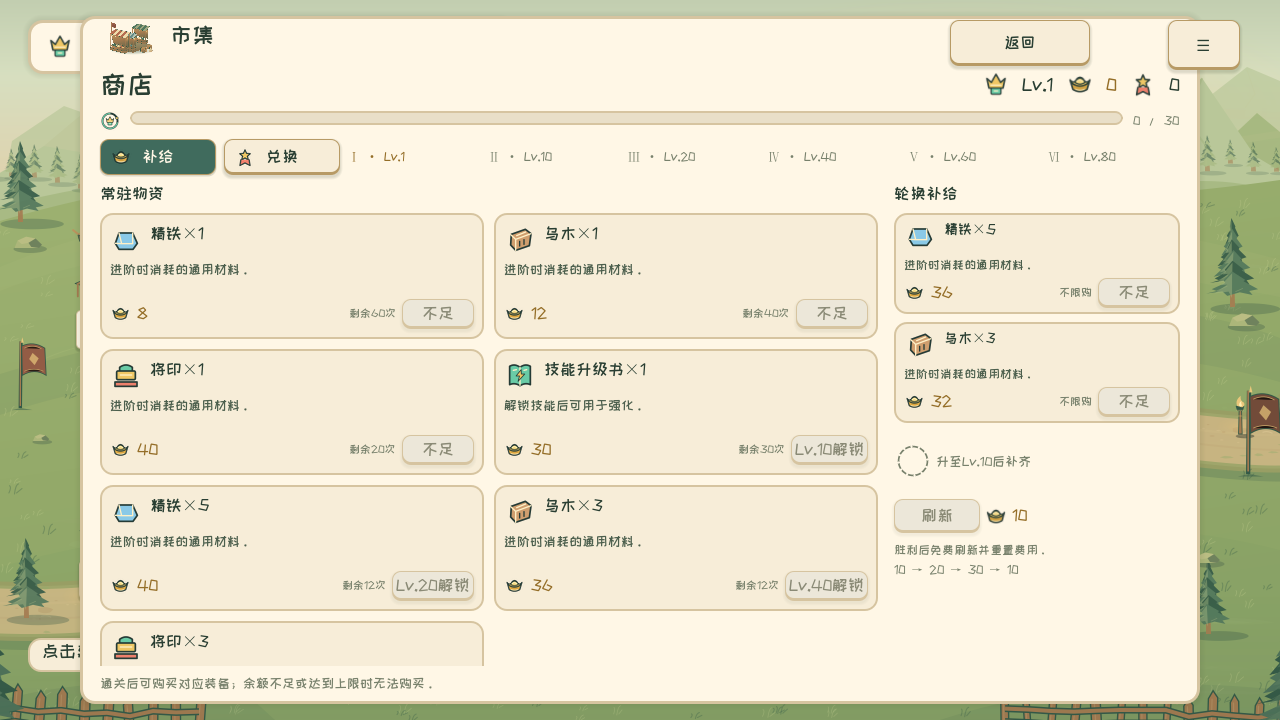 市集
返回
☰
商店
Lv.1 0 0
0 / 30
补给
兑换
I • Lv.1
II • Lv.10
III • Lv.20
IV • Lv.40
V • Lv.60
VI • Lv.80
常驻物资
精铁×1
进阶时消耗的通用材料.
8 剩余60次 不足
乌木×1
进阶时消耗的通用材料.
12 剩余40次 不足
将印×1
进阶时消耗的通用材料.
40 剩余20次 不足
技能升级书×1
解锁技能后可用于强化.
30 剩余30次 Lv.10解锁
精铁×5
进阶时消耗的通用材料.
40 剩余12次 Lv.20解锁
乌木×3
进阶时消耗的通用材料.
36 剩余12次 Lv.40解锁
将印×3
轮换补给
精铁×5
进阶时消耗的通用材料.
36 不限购 不足
乌木×3
进阶时消耗的通用材料.
32 不限购 不足
升至Lv.10后补齐
刷新 10
胜利后免费刷新并重置费用.
10 → 20 → 30 → 10
通关后可购买对应装备; 余额不足或达到上限时无法购买.
点击